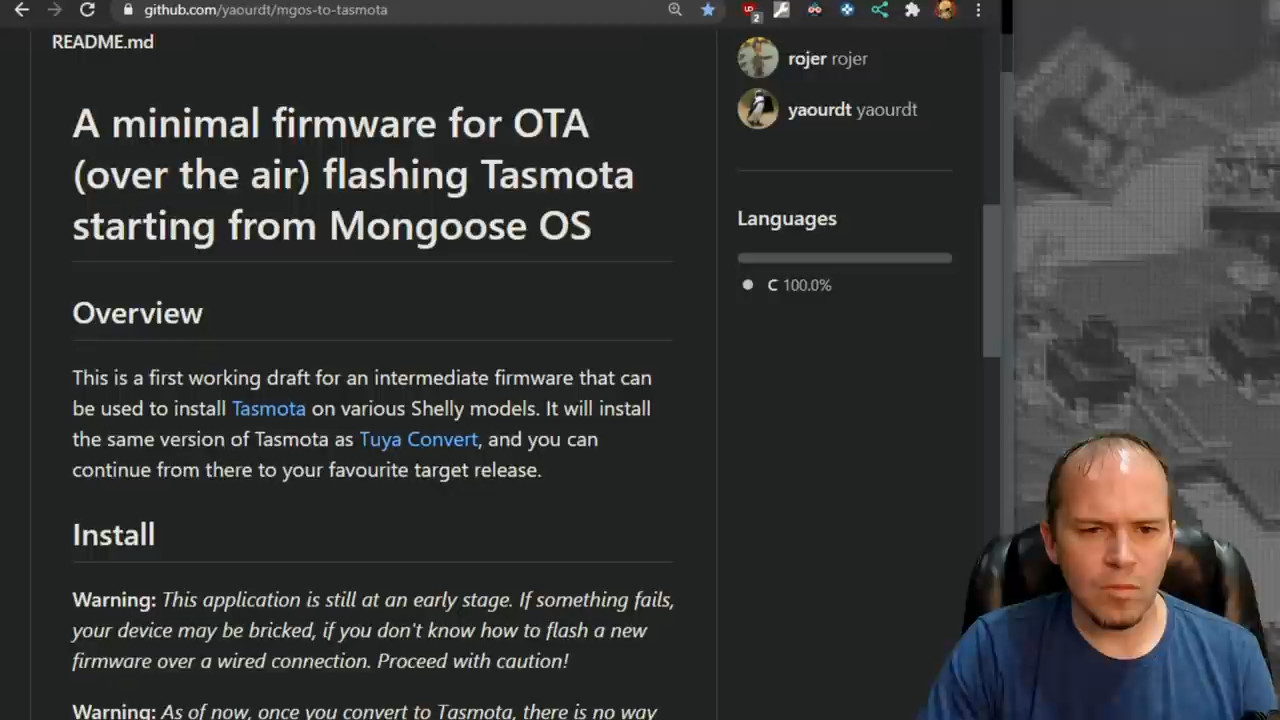 github.com/yaourdt/mgos-to-tasmota
UD
2
README.md
rojer rojer
yaourdt yaourdt
A minimal firmware for OTA
(over the air) flashing Tasmota
starting from Mongoose OS
Languages
C 100.0%
Overview
This is a first working draft for an intermediate firmware that can
be used to install Tasmota on various Shelly models. It will install
the same version of Tasmota as Tuya Convert, and you can
continue from there to your favourite target release.
Install
Warning: This application is still at an early stage. If something fails,
your device may be bricked, if you don't know how to flash a new
firmware over a wired connection. Proceed with caution!
Warning: As of now, once you convert to Tasmota, there is no way